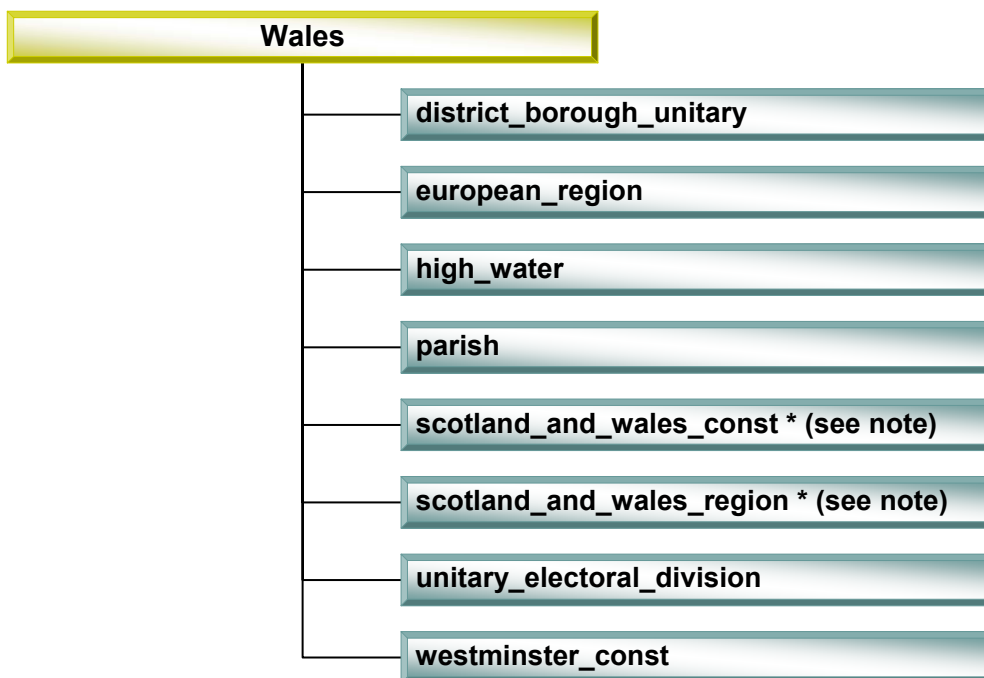 Wales
district_borough_unitary
european_region
high_water
parish
scotland_and_wales_const * (see note)
scotland_and_wales_region * (see note)
unitary_electoral_division
westminster_const